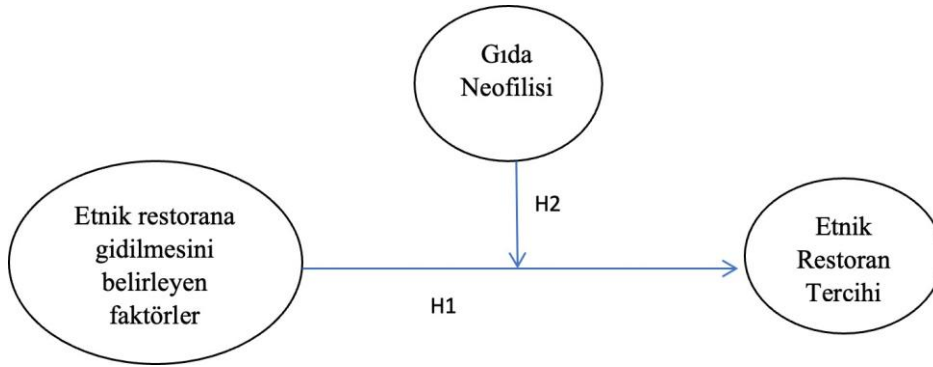 Gıda
Neofilisi
H2
Etnik restorana
gidilmesini
belirleyen
faktörler
Etnik
Restoran
Tercihi
H1